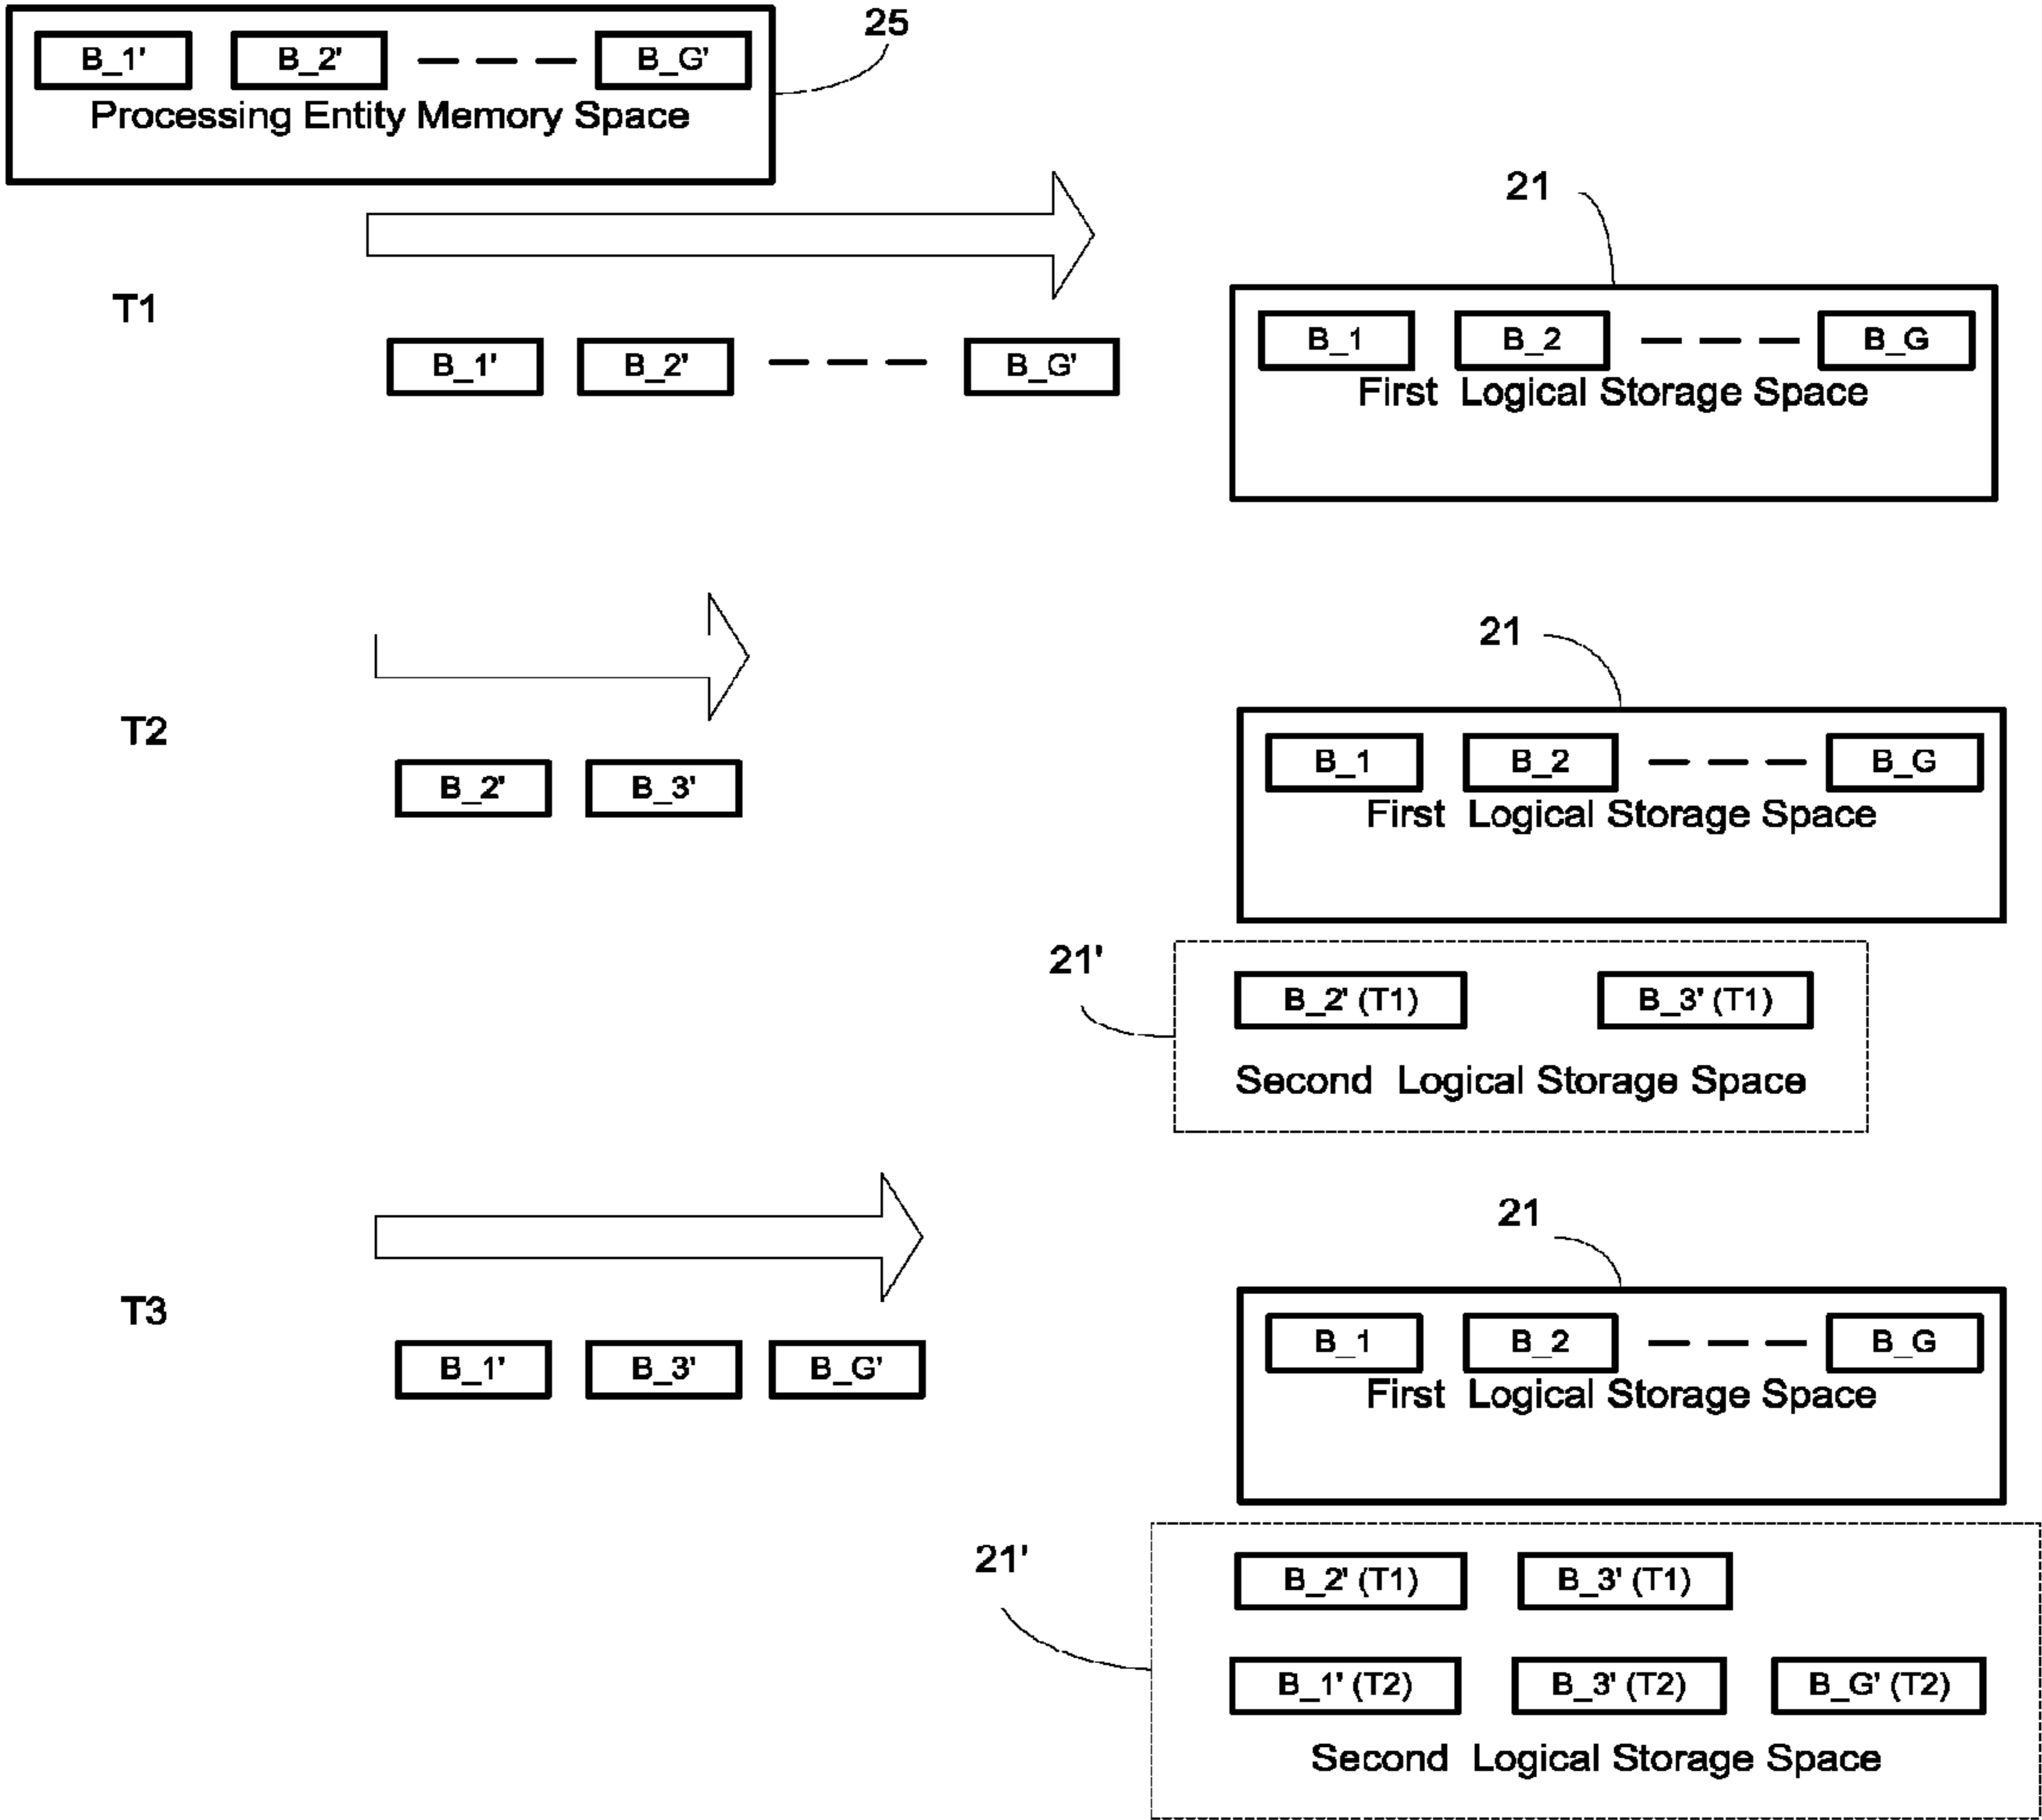 25
B_1' B_2' B_G'
Processing Entity Memory Space
21
T1
B_1 B_2 B_G
B_1' B_2' B_G'
First Logical Storage Space
21
T2
B_1 B_2 B_G
B_2' B_3'
First Logical Storage Space
21'
B_2' (T1) B_3' (T1)
Second Logical Storage Space
21
T3
B_1 B_2 B_G
B_1' B_3' B_G'
First Logical Storage Space
21'
B_2' (T1) B_3' (T1)
B_1' (T2) B_3' (T2) B_G' (T2)
Second Logical Storage Space